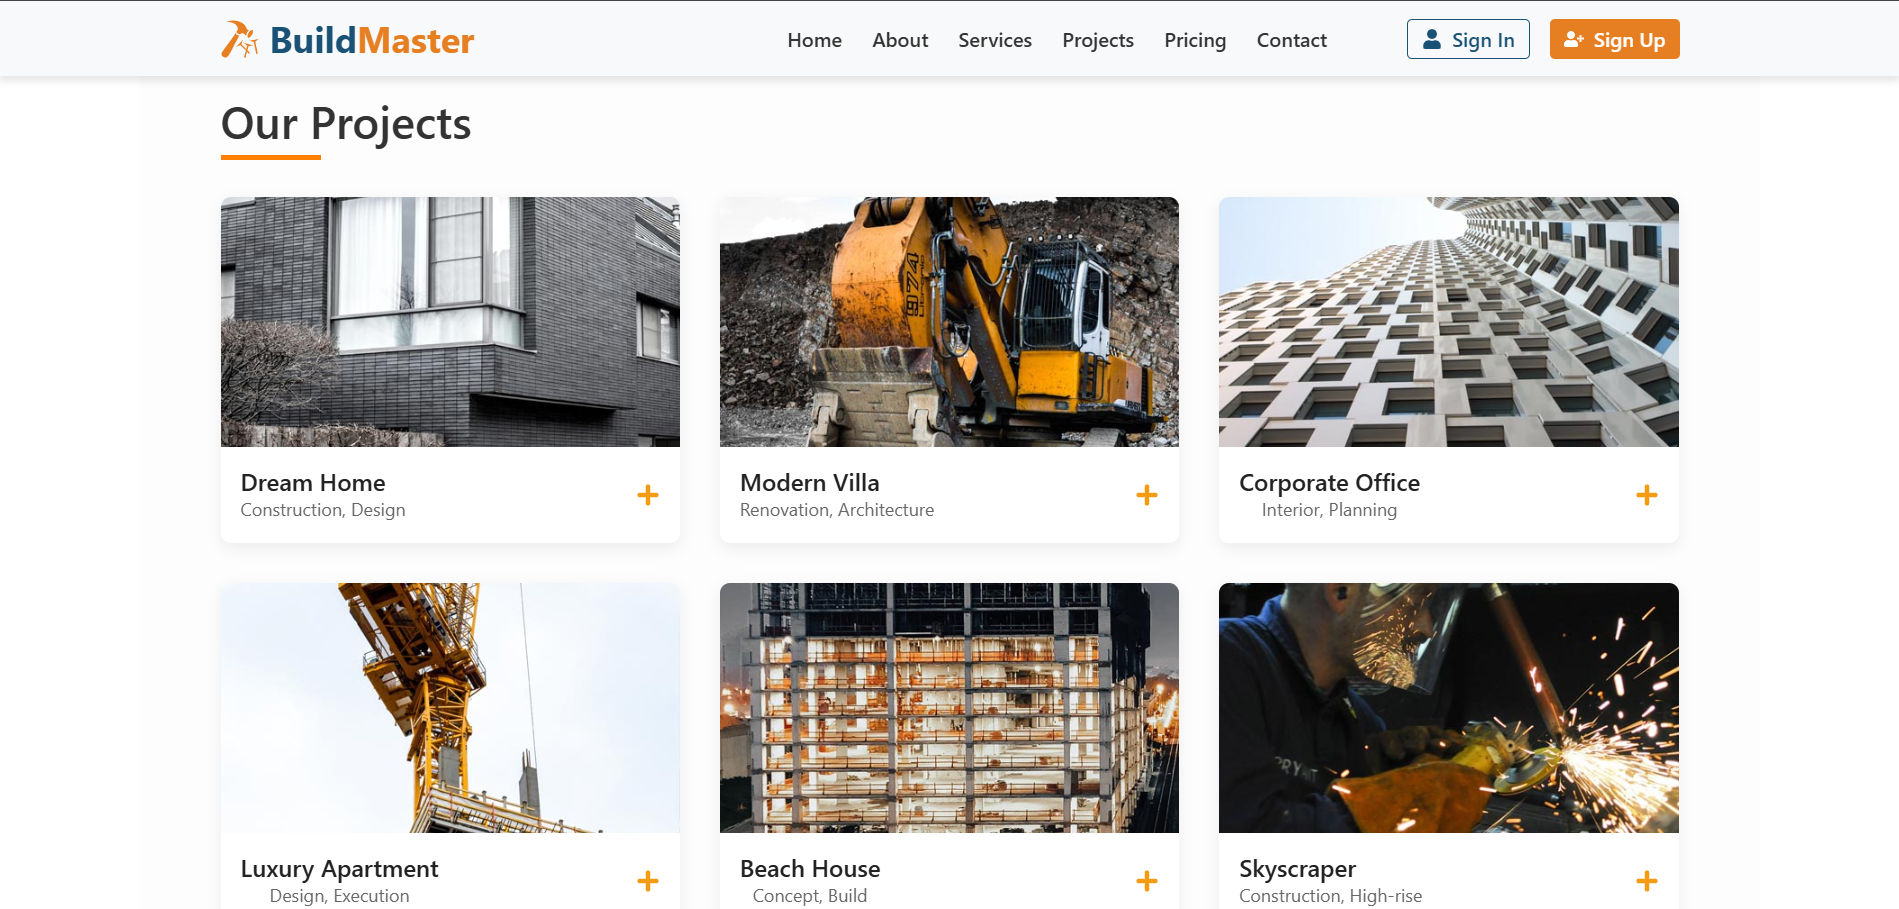 BuildMaster
Home
About
Services
Projects
Pricing
Contact
Sign In
Sign Up
Our Projects
974
Dream Home
Construction, Design
Modern Villa
Renovation, Architecture
Corporate Office
Interior, Planning
Luxury Apartment
Design, Execution
Beach House
Concept, Build
Skyscraper
Construction, High-rise